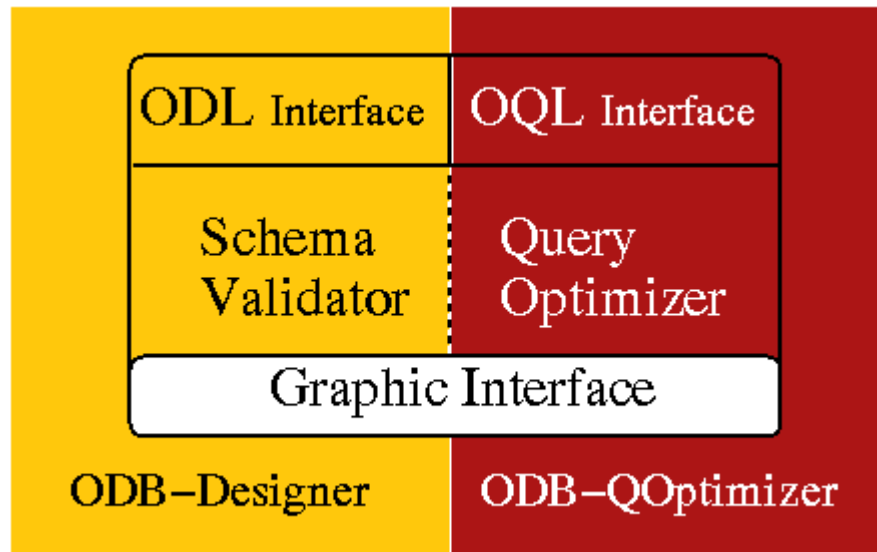 ODL Interface
OQL Interface
Schema
Validator
Query
Optimizer
Graphic Interface
ODB-Designer
ODB-QOptimizer